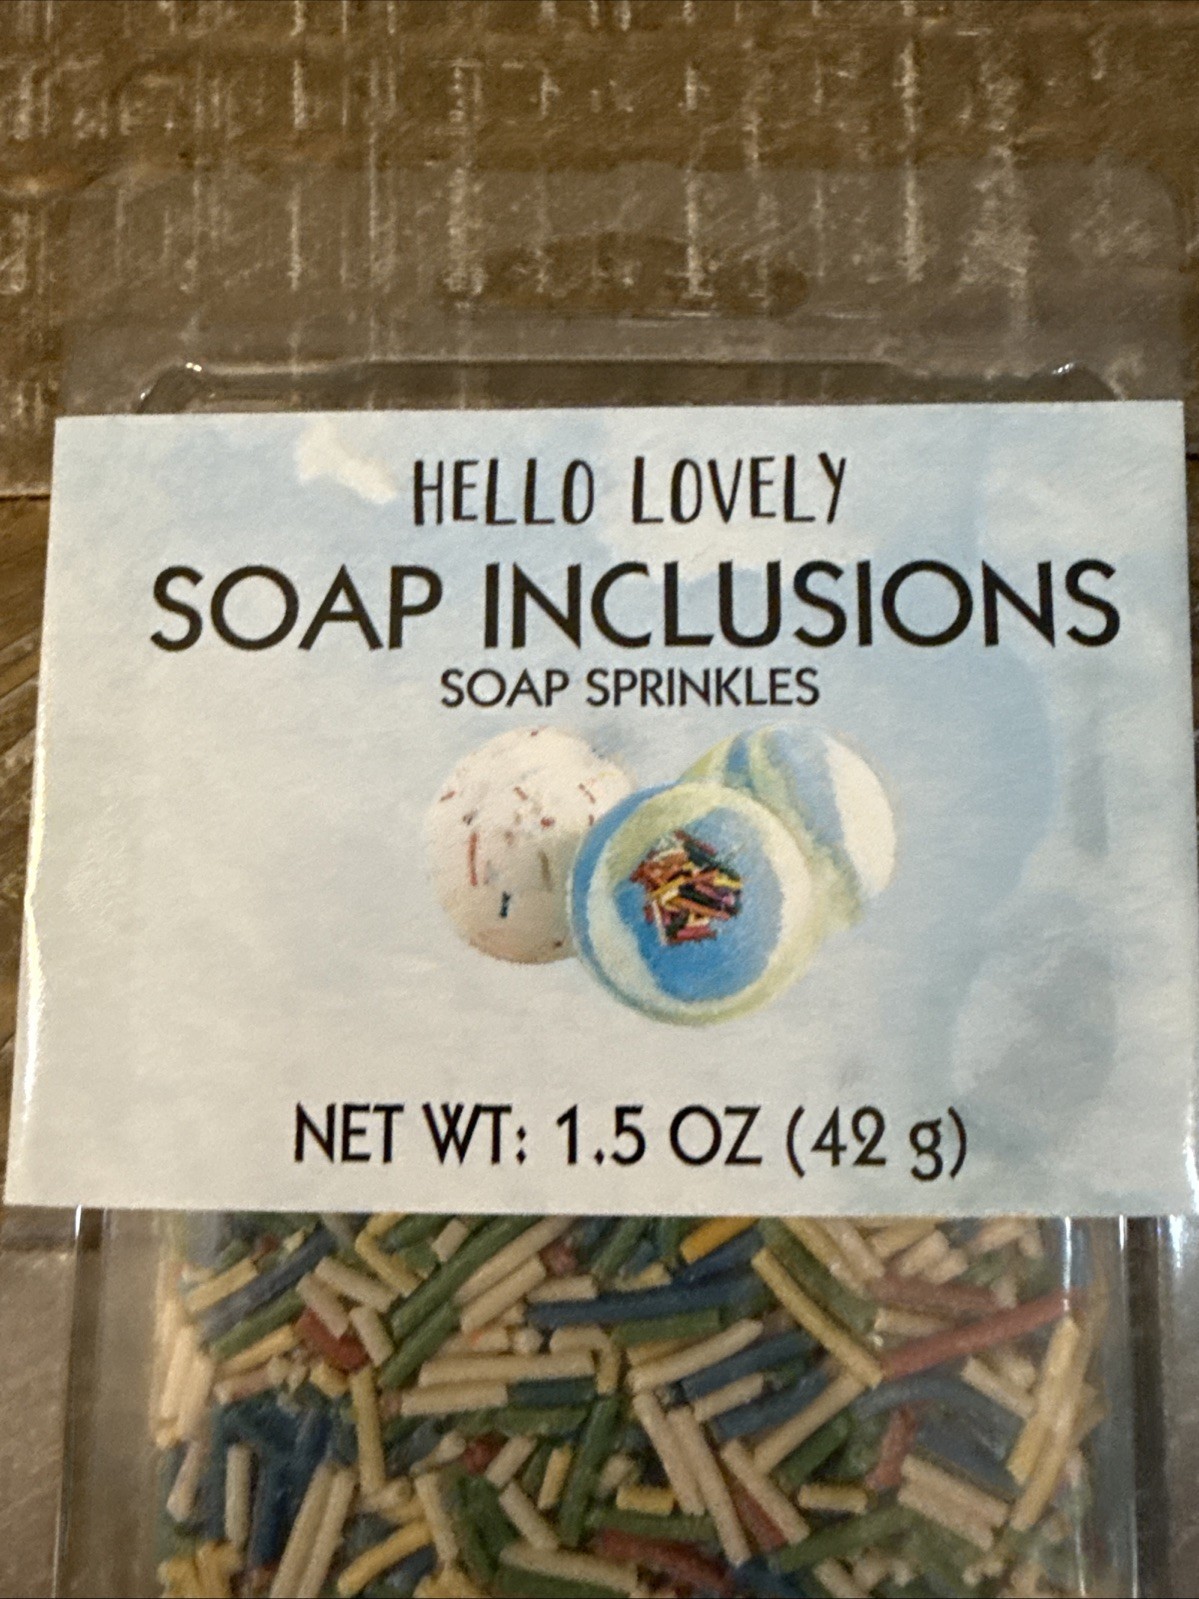 HELLO LOVELY
SOAP INCLUSIONS
SOAP SPRINKLES
NET WT: 1.5 OZ (42 g)